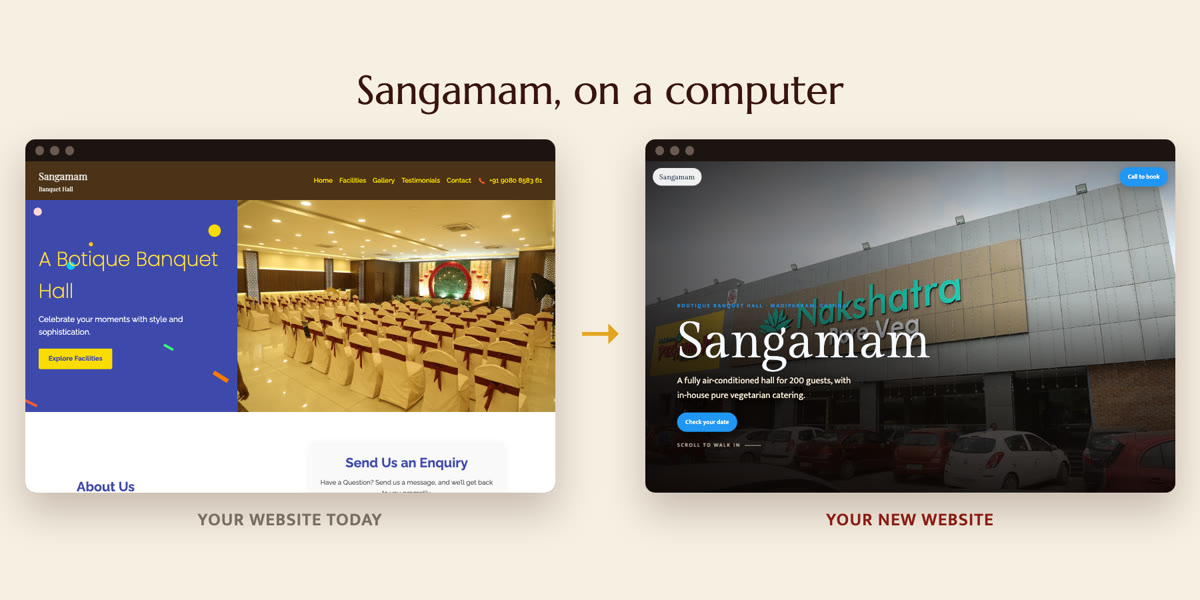 Sangamam, on a computer
Sangamam
Banquet Hall
Home Facilities Gallery Testimonials Contact +91 9080 8583 61
A Botique Banquet
Hall
Celebrate your moments with style and
sophistication.
Explore Facilities
About Us
Send Us an Enquiry
Have a Question? Send us a message, and we'll get back
YOUR WEBSITE TODAY
Sangamam
Call to book
BOUTIQUE BANQUET HALL
Nakshatra
Pure Veg
Sangamam
A fully air-conditioned hall for 200 guests, with
in-house pure vegetarian catering.
Check your date
SCROLL TO WALK IN
YOUR NEW WEBSITE